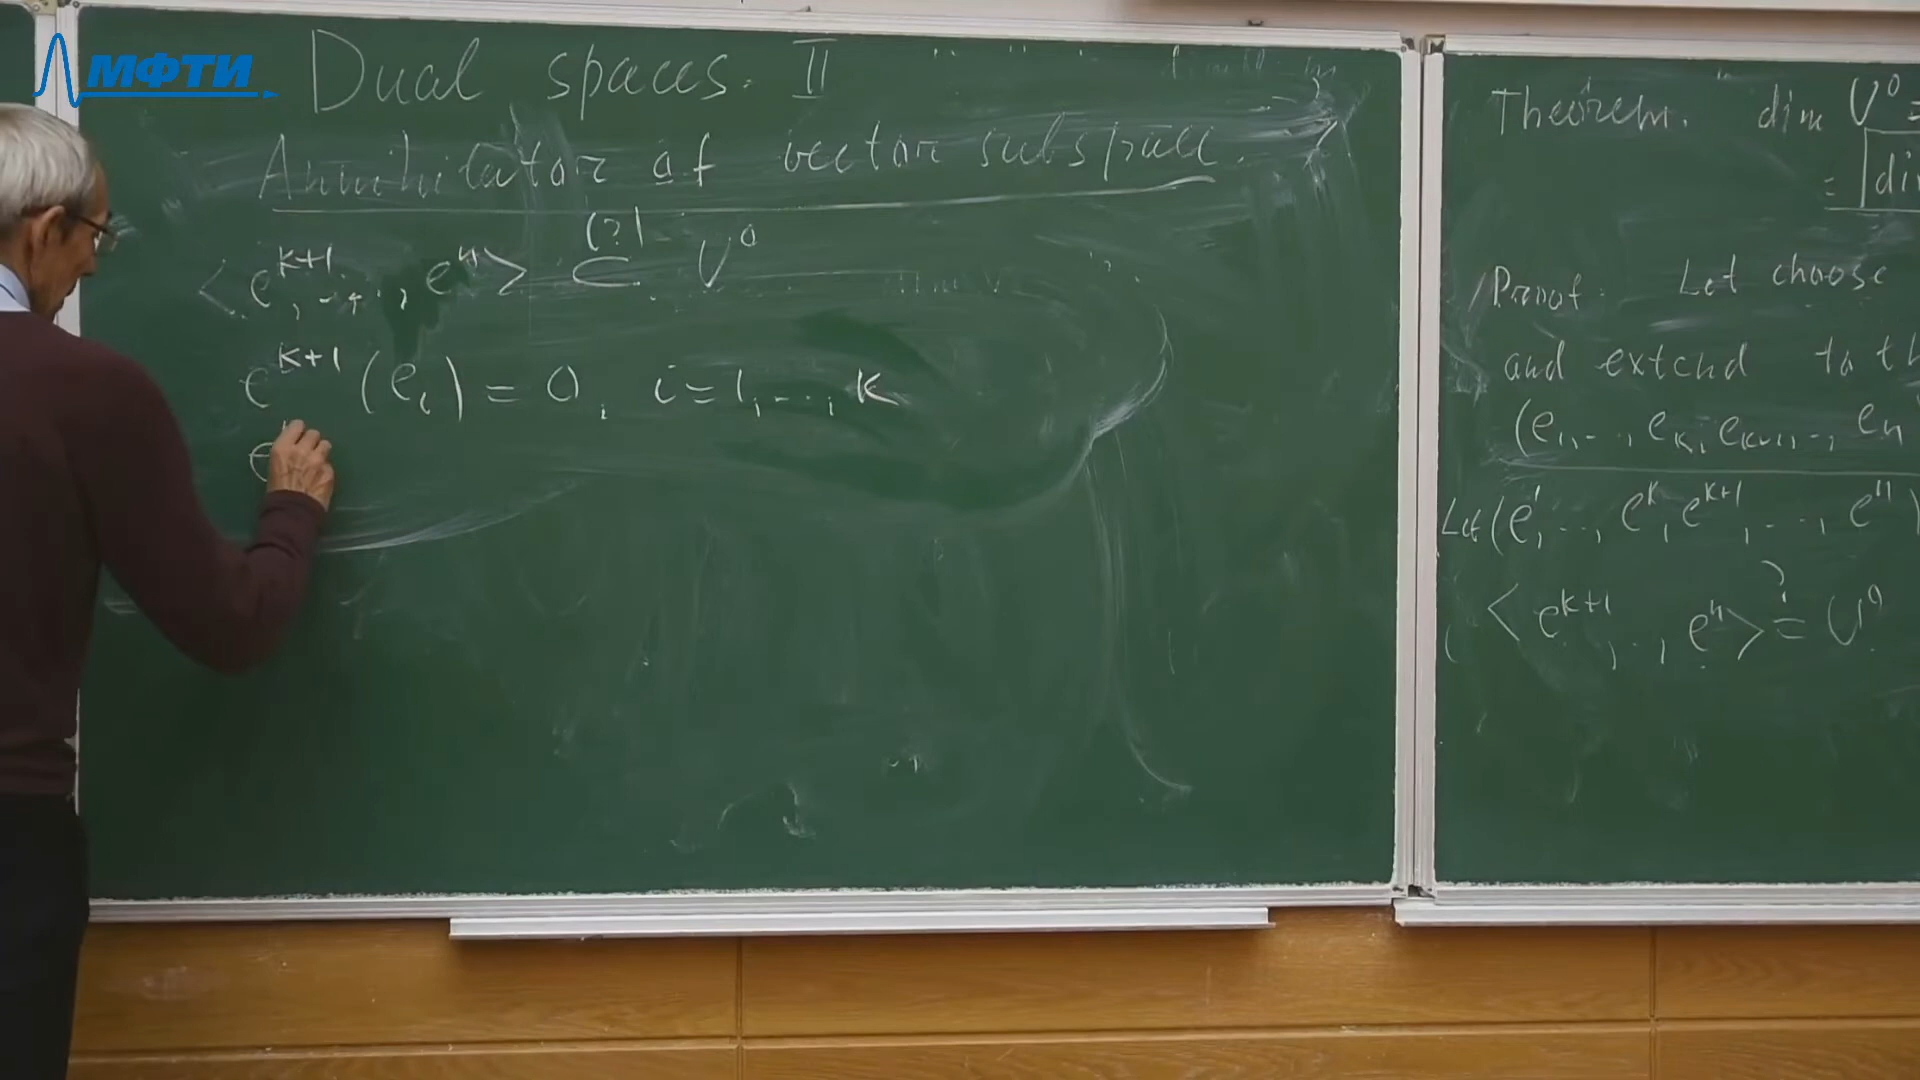 МФТИ
Dual spaces. II
Annihilator of vector subspace.
(?)
< e^{k+1}, ..., e^n > ⊂ U^0
e^{k+1} (e_i) = 0, i=1, ..., k
e
Theorem. dim U^0 =
= dim
Proof. Let choose
and extend to th
(e_1, .., e_k, e_{k+1}, .., e_n
Let (e^1, ..., e^k, e^{k+1}, ..., e^n)
?
< e^{k+1}, .., e^n > = U^0